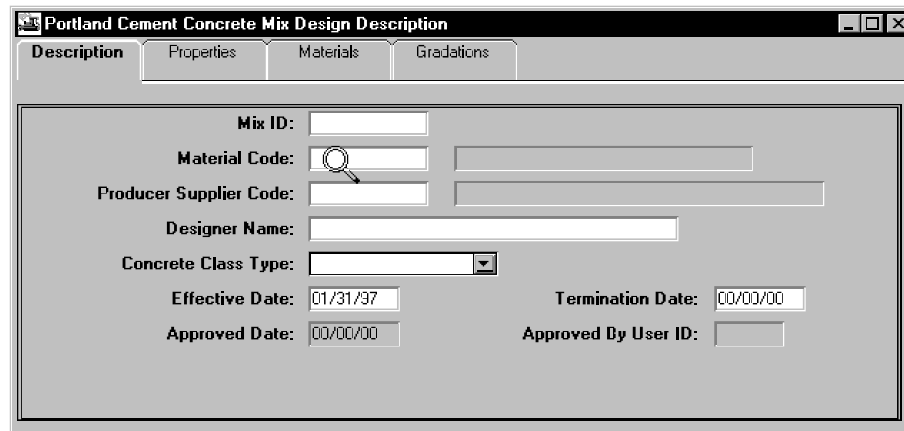 Portland Cement Concrete Mix Design Description
Description Properties Materials Gradations
Mix ID:
Material Code:
Producer Supplier Code:
Designer Name:
Concrete Class Type:
Effective Date: 01/31/97 Termination Date: 00/00/00
Approved Date: 00/00/00 Approved By User ID: